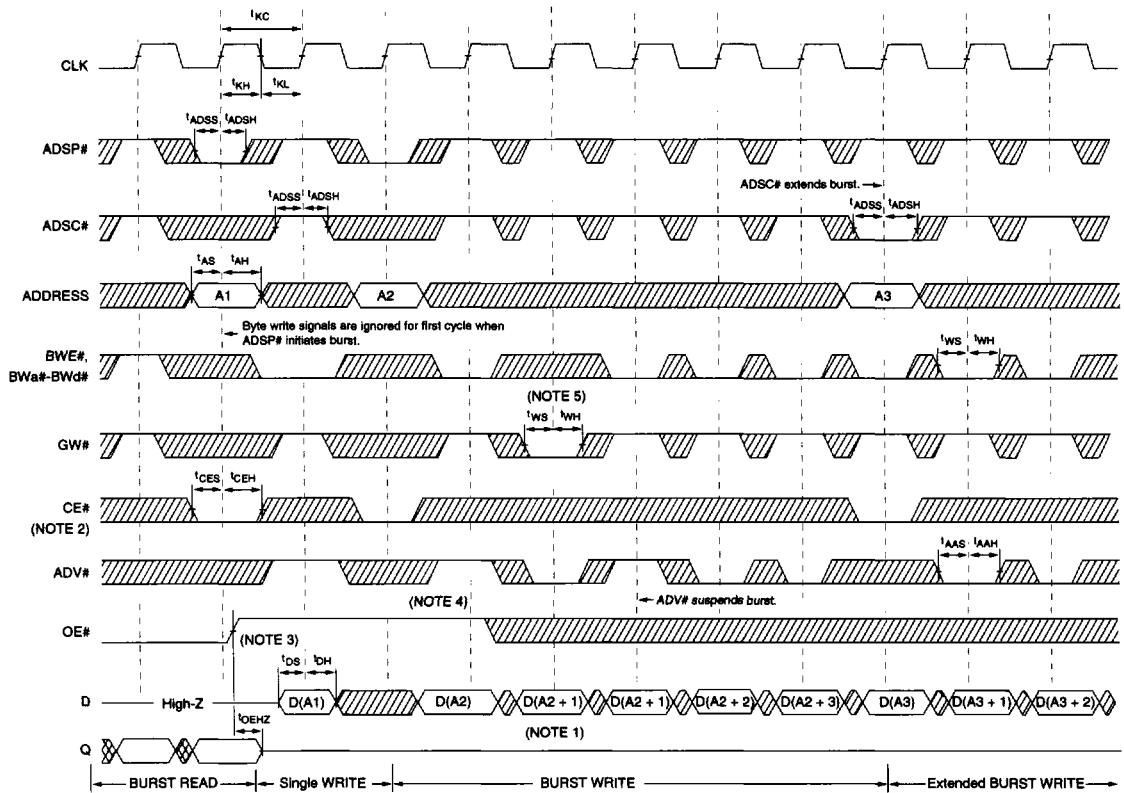 tKC
CLK
tKH
tKL
tADSS
tADSH
ADSP#
ADSC# extends burst.
tADSS
tADSH
tADSS
tADSH
ADSC#
tAS
tAH
ADDRESS
A1
A2
A3
Byte write signals are ignored for first cycle when
ADSP# initiates burst.
BWE#,
BWa#-BWd#
tWS
tWH
(NOTE 5)
tWS
tWH
GW#
tCES
tCEH
CE#
(NOTE 2)
tAAS
tAAH
ADV#
(NOTE 4)
ADV# suspends burst.
OE#
(NOTE 3)
tDS
tDH
D
High-Z
D(A1)
D(A2)
D(A2 + 1)
D(A2 + 1)
D(A2 + 2)
D(A2 + 3)
D(A3)
D(A3 + 1)
D(A3 + 2)
tOEHZ
(NOTE 1)
Q
BURST READ
Single WRITE
BURST WRITE
Extended BURST WRITE